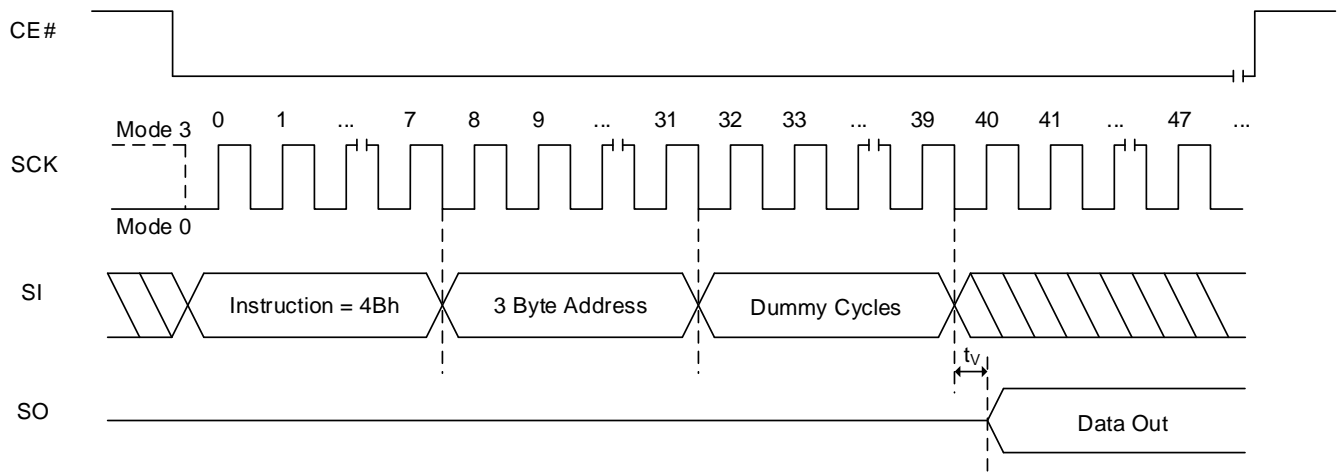 CE#
0 1 ... 7 8 9 ... 31 32 33 ... 39 40 41 ... 47 ...
Mode 3
SCK
Mode 0
SI
Instruction = 4Bh
3 Byte Address
Dummy Cycles
tV
SO
Data Out